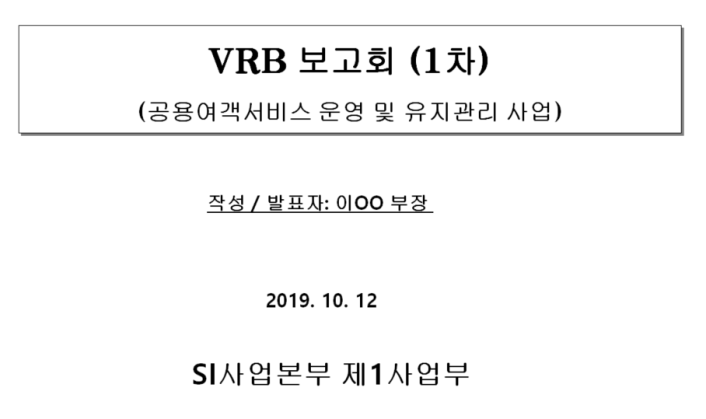 VRB 보고회 (1차)
(공용여객서비스 운영 및 유지관리 사업)
작성 / 발표자: 이OO 부장
2019. 10. 12
SI사업본부 제1사업부